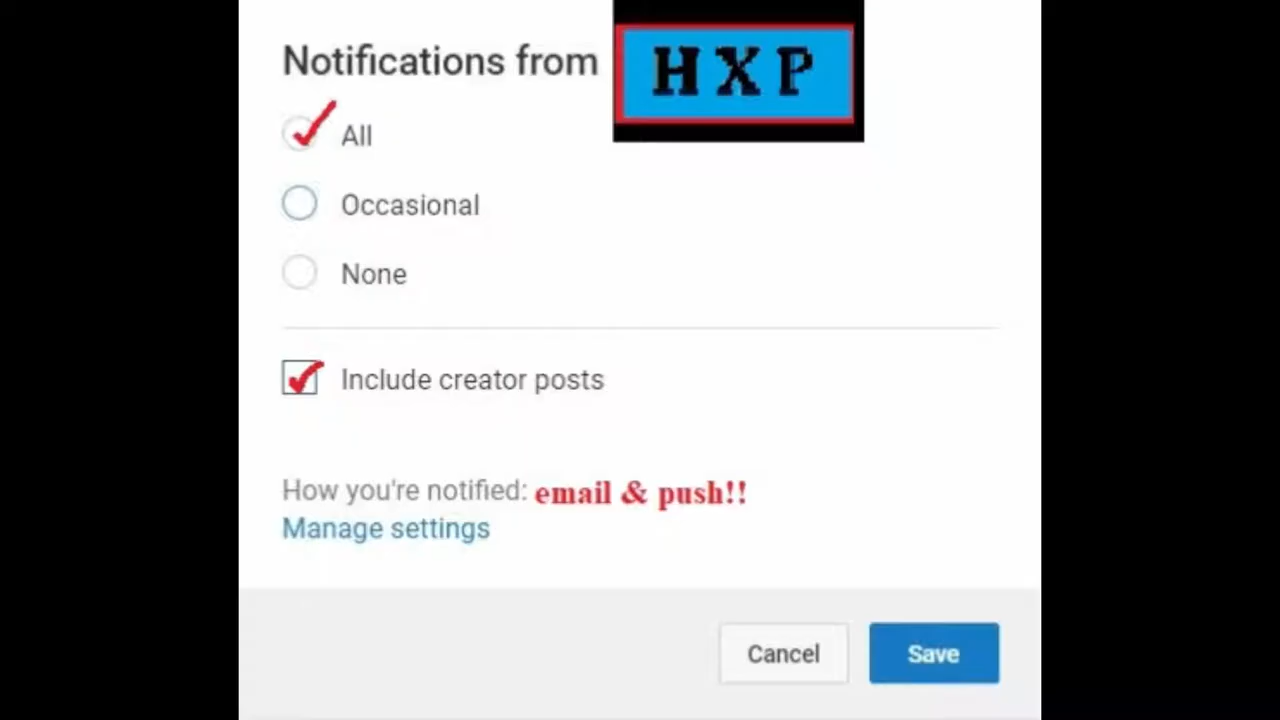 Notifications from HXP
All
Occasional
None
Include creator posts
How you're notified: email & push!!
Manage settings
Cancel Save